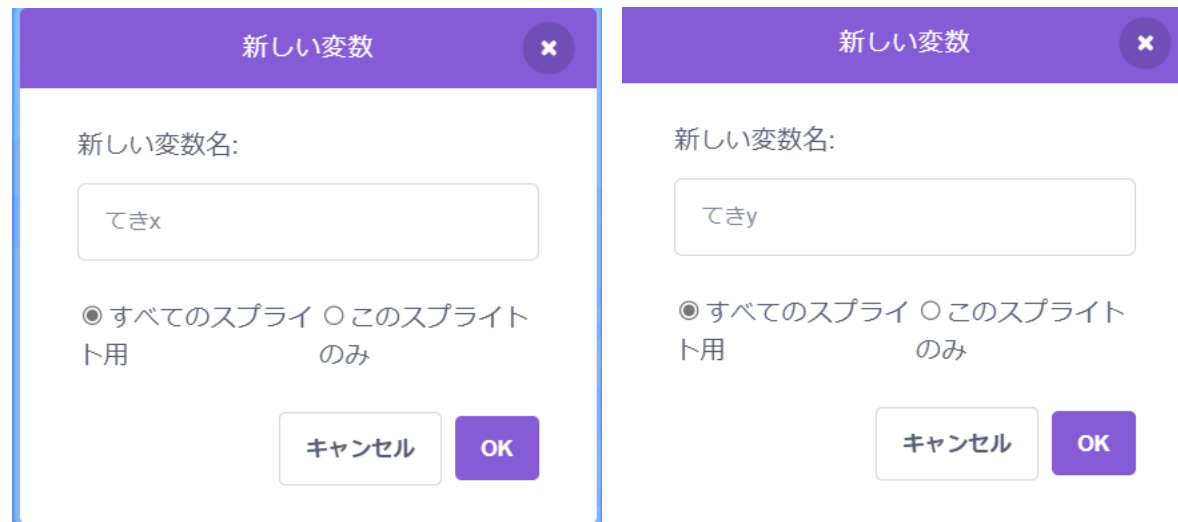 新しい変数
新しい変数名:
てきx
すべてのスプライ
ト用
このスプライト
のみ
キャンセル
OK
新しい変数
新しい変数名:
てきy
すべてのスプライ
ト用
このスプライト
のみ
キャンセル
OK